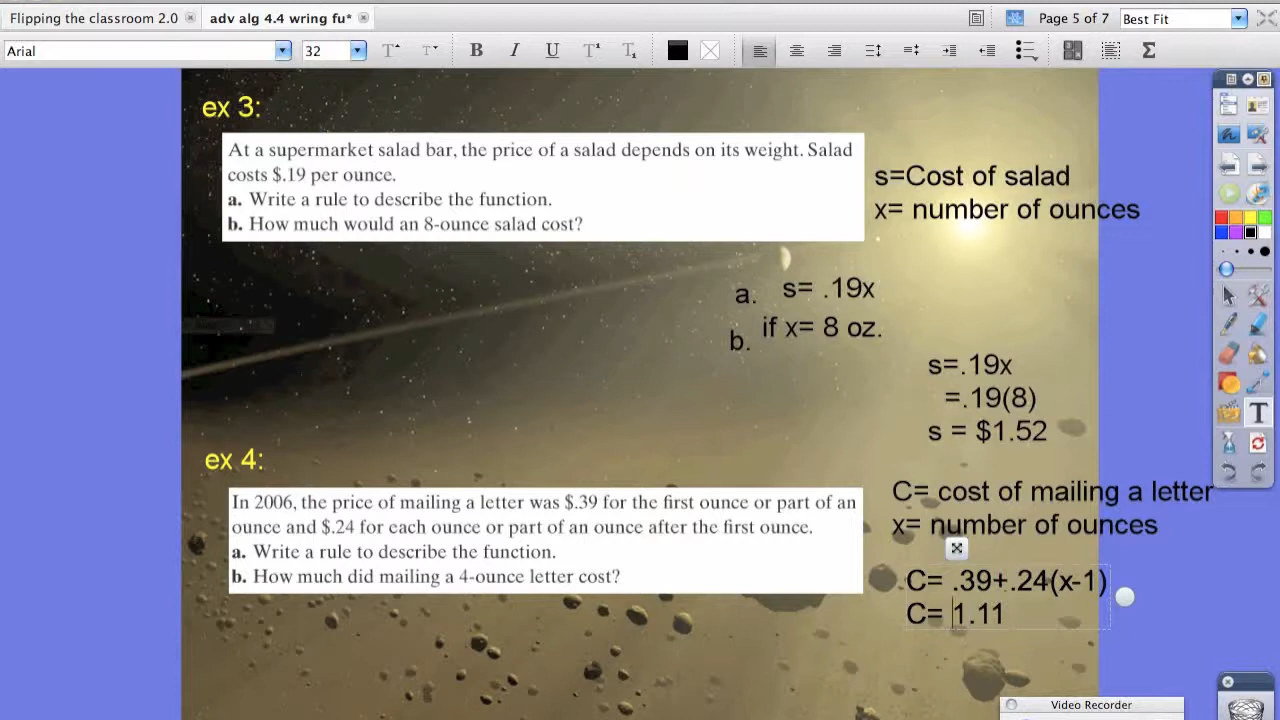 Flipping the classroom 2.0
adv alg 4.4 wring fu*
Page 5 of 7
Best Fit
Arial
32
B I U T¹ T₁ Σ
ex 3:
At a supermarket salad bar, the price of a salad depends on its weight. Salad
costs $.19 per ounce.
a. Write a rule to describe the function.
b. How much would an 8-ounce salad cost?
s=Cost of salad
x= number of ounces
a. s= .19x
b. if x= 8 oz.
s=.19x
=.19(8)
s = $1.52
ex 4:
In 2006, the price of mailing a letter was $.39 for the first ounce or part of an
ounce and $.24 for each ounce or part of an ounce after the first ounce.
a. Write a rule to describe the function.
b. How much did mailing a 4-ounce letter cost?
C= cost of mailing a letter
x= number of ounces
C= .39+.24(x-1)
C= 1.11
Video Recorder